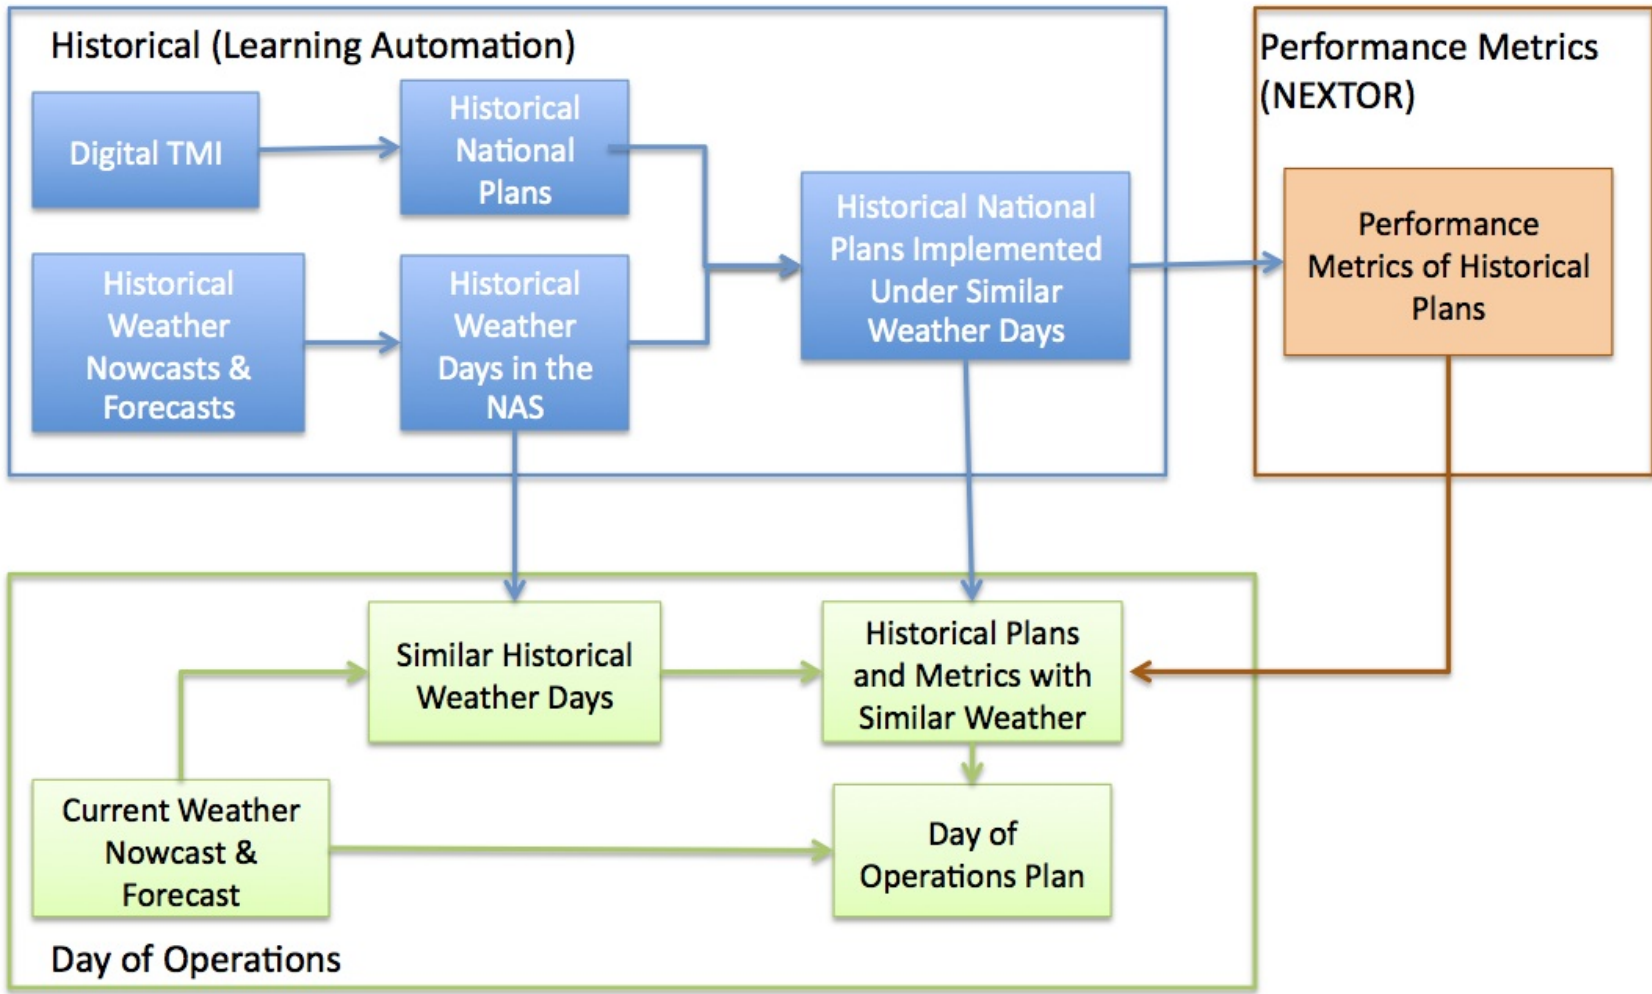 Historical (Learning Automation)
Digital TMI
Historical
National
Plans
Historical
Weather
Nowcasts &
Forecasts
Historical
Weather
Days in the
NAS
Historical National
Plans Implemented
Under Similar
Weather Days
Performance Metrics
(NEXTOR)
Performance
Metrics of Historical
Plans
Similar Historical
Weather Days
Historical Plans
and Metrics with
Similar Weather
Current Weather
Nowcast &
Forecast
Day of
Operations Plan
Day of Operations